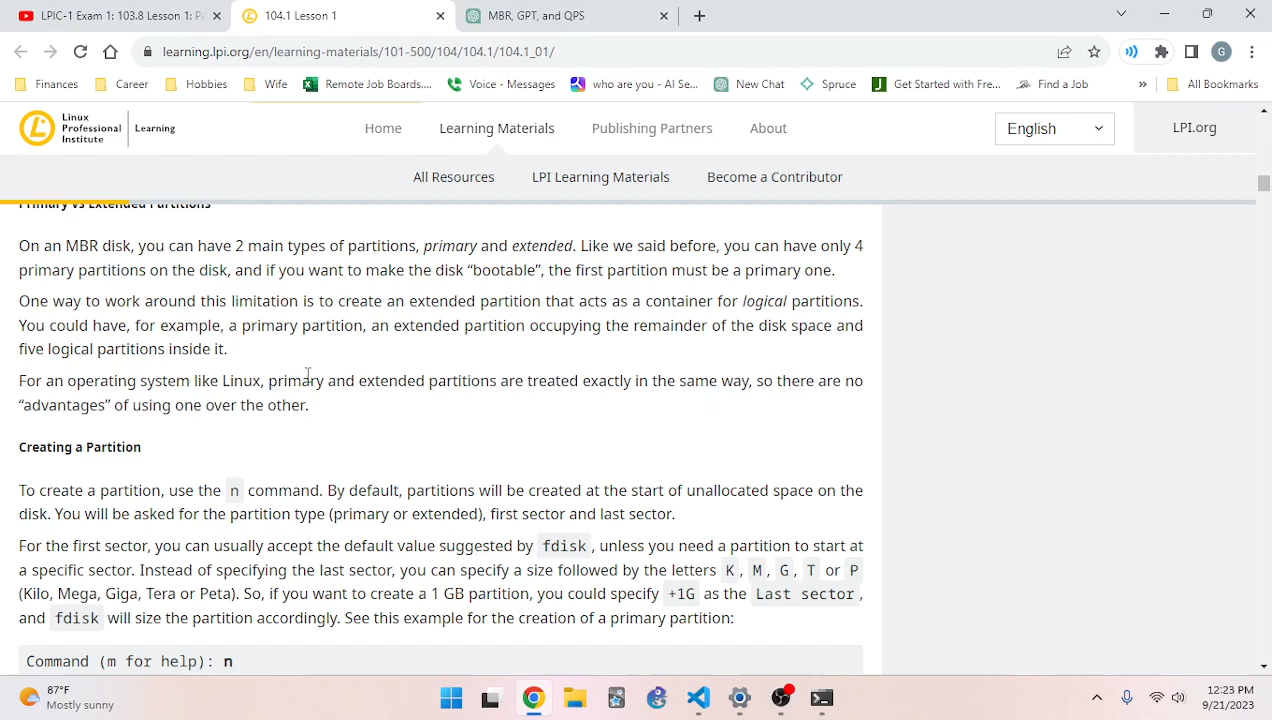 LPIC-1 Exam 1: 103.8 Lesson 1: Pa
104.1 Lesson 1
MBR, GPT, and QPS
learning.lpi.org/en/learning-materials/101-500/104/104.1/104.1_01/
G
Finances
Career
Hobbies
Wife
Remote Job Boards....
Voice - Messages
who are you - AI Se...
New Chat
Spruce
Get Started with Fre...
Find a Job
»
All Bookmarks
Linux
Professional
Institute
Learning
Home
Learning Materials
Publishing Partners
About
English
LPI.org
All Resources
LPI Learning Materials
Become a Contributor
Primary vs Extended Partitions
On an MBR disk, you can have 2 main types of partitions, primary and extended. Like we said before, you can have only 4
primary partitions on the disk, and if you want to make the disk “bootable”, the first partition must be a primary one.
One way to work around this limitation is to create an extended partition that acts as a container for logical partitions.
You could have, for example, a primary partition, an extended partition occupying the remainder of the disk space and
five logical partitions inside it.
For an operating system like Linux, primary and extended partitions are treated exactly in the same way, so there are no
“advantages” of using one over the other.
Creating a Partition
To create a partition, use the n command. By default, partitions will be created at the start of unallocated space on the
disk. You will be asked for the partition type (primary or extended), first sector and last sector.
For the first sector, you can usually accept the default value suggested by fdisk, unless you need a partition to start at
a specific sector. Instead of specifying the last sector, you can specify a size followed by the letters K, M, G, T or P
(Kilo, Mega, Giga, Tera or Peta). So, if you want to create a 1 GB partition, you could specify +1G as the Last sector,
and fdisk will size the partition accordingly. See this example for the creation of a primary partition:
Command (m for help): n
87°F
Mostly sunny
12:23 PM
9/21/2023